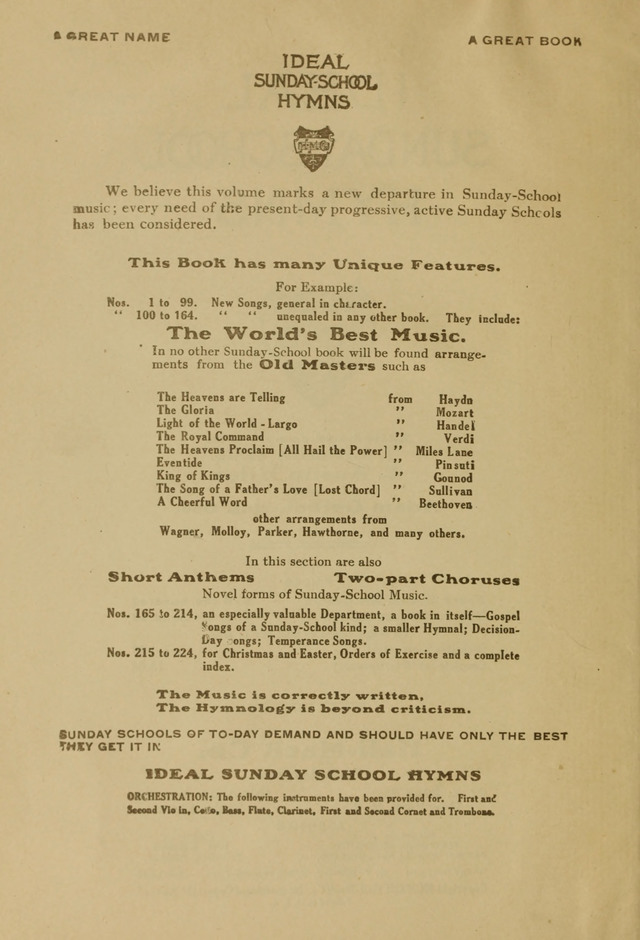 A GREAT NAME
A GREAT BOOK
IDEAL
SUNDAY-SCHOOL
HYMNS
We believe this volume marks a new departure in Sunday-School
music; every need of the present-day progressive, active Sunday Schools
has been considered.
This Book has many Unique Features.
For Example:
Nos. 1 to 99. New Songs, general in character.
" 100 to 164. " " unequaled in any other book. They include:
The World's Best Music.
In no other Sunday-School book will be found arrange-
ments from the Old Masters such as
The Heavens are Telling from Haydn
The Gloria " Mozart
Light of the World - Largo " Handel
The Royal Command " Verdi
The Heavens Proclaim [All Hail the Power] " Miles Lane
Eventide " Pinsuti
King of Kings " Gounod
The Song of a Father's Love [Lost Chord] " Sullivan
A Cheerful Word " Beethoven
other arrangements from
Wagner, Molloy, Parker, Hawthorne, and many others.
In this section are also
Short Anthems Two-part Choruses
Novel forms of Sunday-School Music.
Nos. 165 to 214, an especially valuable Department, a book in itself—Gospel
Songs of a Sunday-School kind; a smaller Hymnal; Decision-
Day Songs; Temperance Songs.
Nos. 215 to 224, for Christmas and Easter, Orders of Exercise and a complete
index.
The Music is correctly written,
The Hymnology is beyond criticism.
SUNDAY SCHOOLS OF TO-DAY DEMAND AND SHOULD HAVE ONLY THE BEST
THEY GET IT IN
IDEAL SUNDAY SCHOOL HYMNS
ORCHESTRATION: The following instruments have been provided for. First and
Second Violin, Cello, Bass, Flute, Clarinet, First and Second Cornet and Trombone.